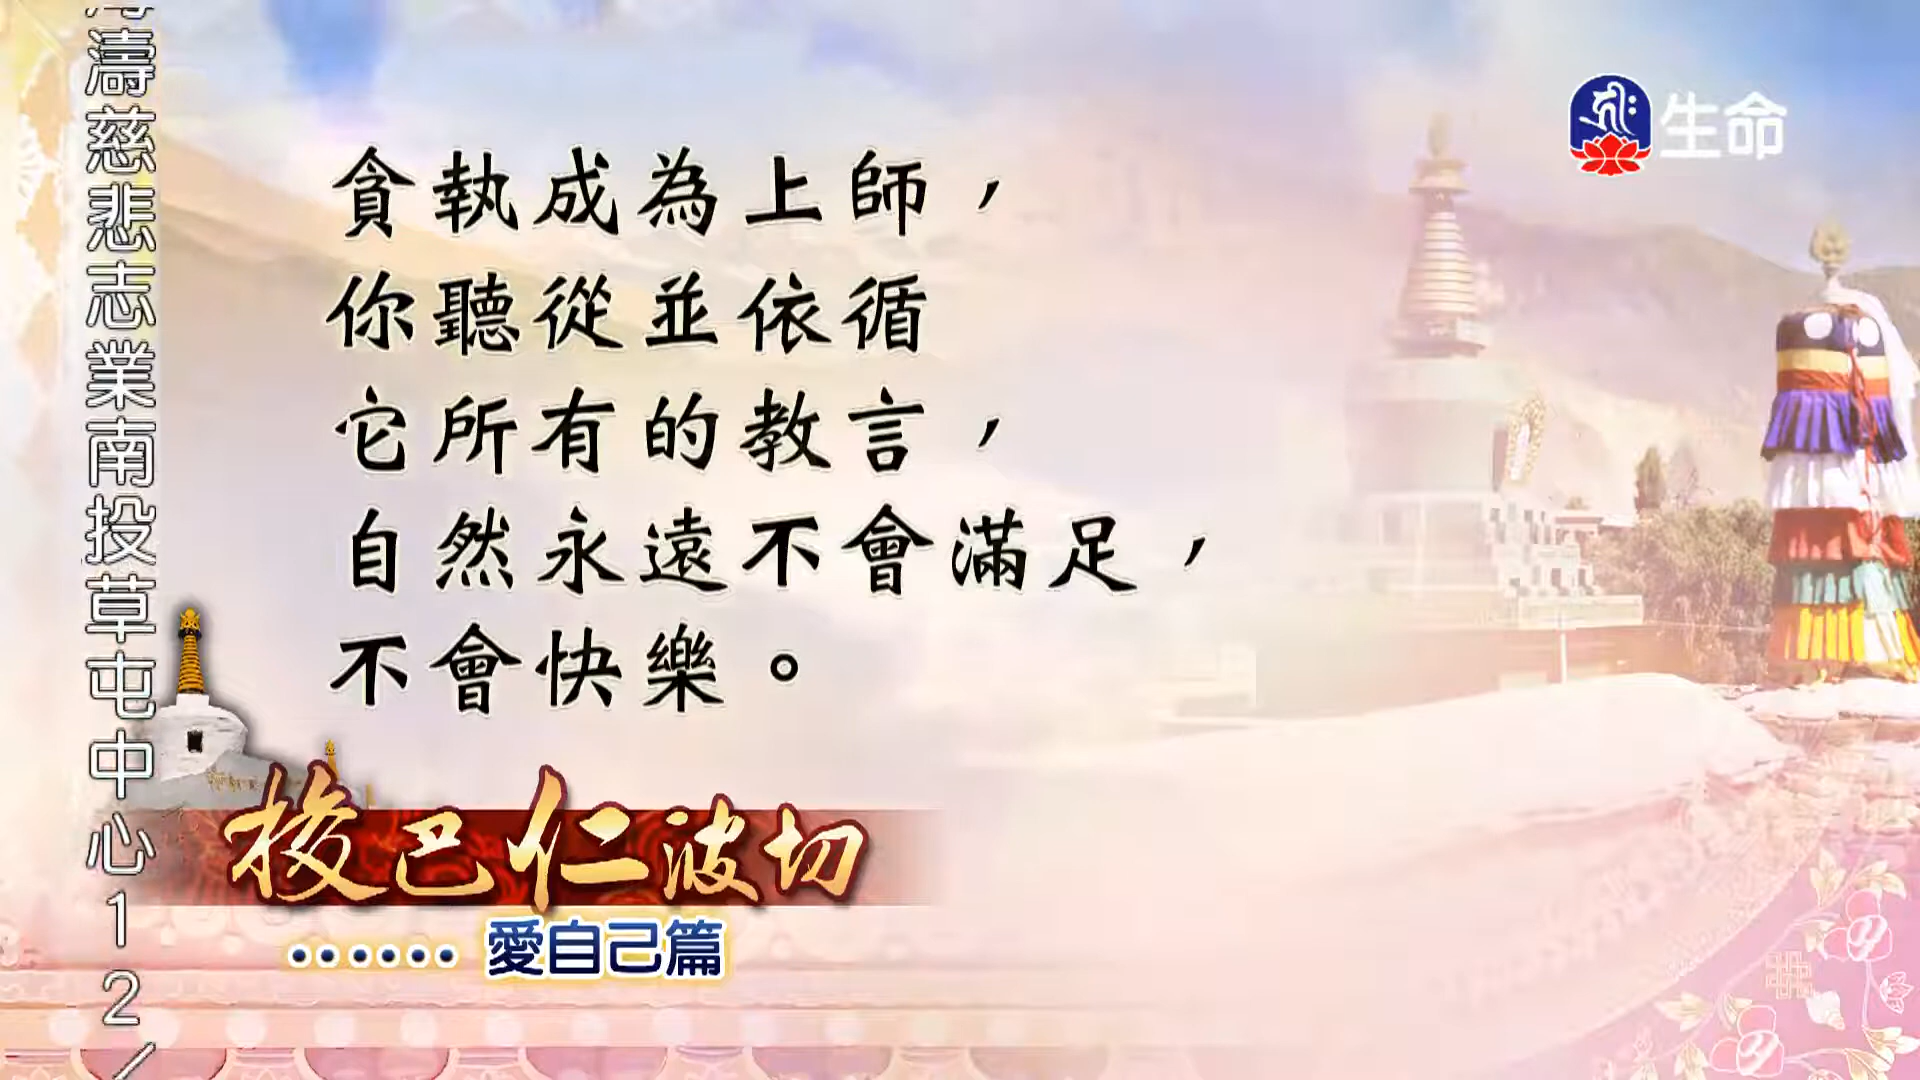 濤慈悲志業南投草屯中心12/
生命
貪執成為上師，
你聽從並依循
它所有的教言，
自然永遠不會滿足，
不會快樂。
梭巴仁波切
······愛自己篇